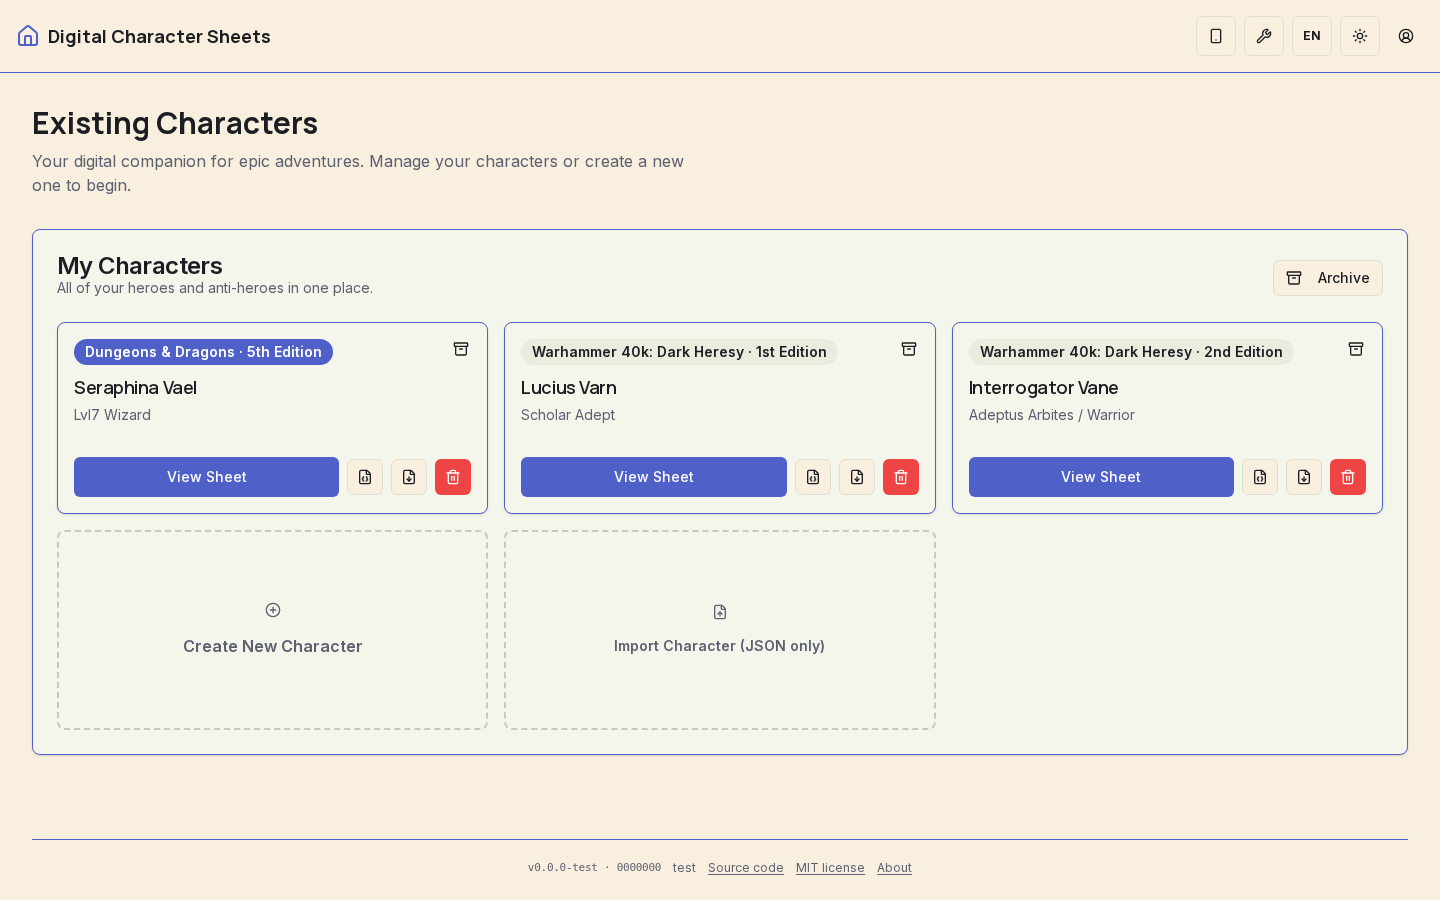 Digital Character Sheets
EN
Existing Characters
Your digital companion for epic adventures. Manage your characters or create a new
one to begin.
My Characters
All of your heroes and anti-heroes in one place.
Archive
Dungeons & Dragons · 5th Edition
Seraphina Vael
Lvl7 Wizard
View Sheet
Warhammer 40k: Dark Heresy · 1st Edition
Lucius Varn
Scholar Adept
View Sheet
Warhammer 40k: Dark Heresy · 2nd Edition
Interrogator Vane
Adeptus Arbites / Warrior
View Sheet
Create New Character
Import Character (JSON only)
v0.0.0-test · 0000000 test Source code MIT license About